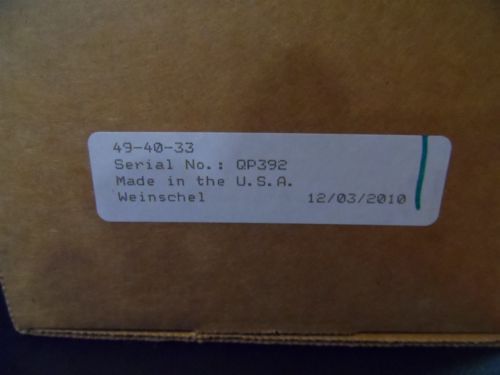 49-40-33
Serial No.: QP392
Made in the U.S.A.
Weinschel 12/03/2010